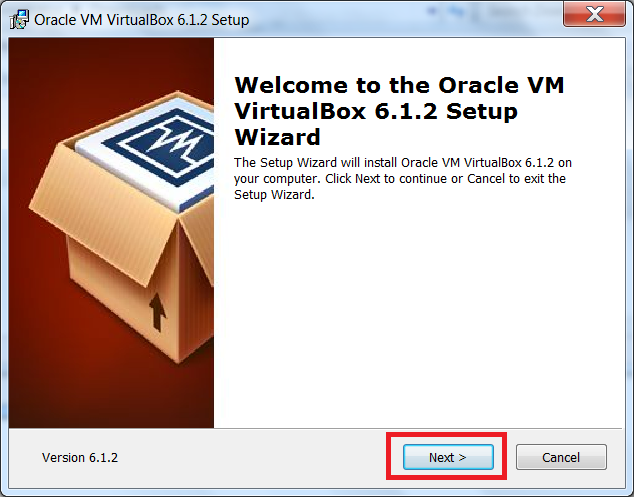 Oracle VM VirtualBox 6.1.2 Setup
Welcome to the Oracle VM
VirtualBox 6.1.2 Setup
Wizard
The Setup Wizard will install Oracle VM VirtualBox 6.1.2 on
your computer. Click Next to continue or Cancel to exit the
Setup Wizard.
Version 6.1.2
Next >
Cancel